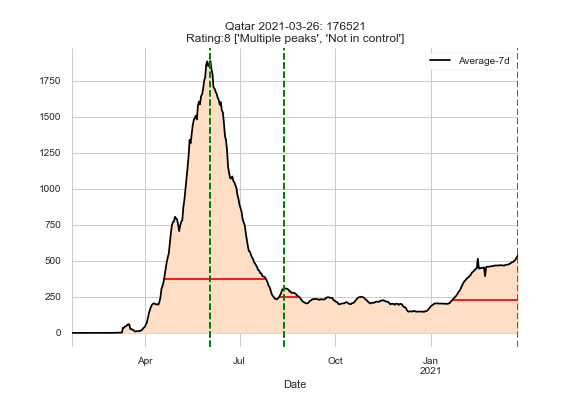 Qatar 2021-03-26: 176521
Rating:8 ['Multiple peaks', 'Not in control']
Average-7d
1750
1500
1250
1000
750
500
250
0
Apr
Jul
Oct
Jan
2021
Date